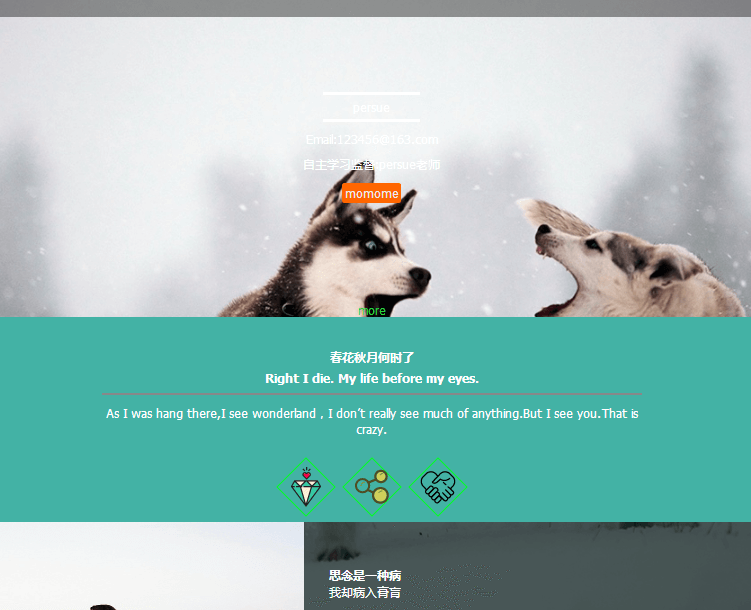 persue
Email:123456@163.com
自主学习监督:persue老师
momome
more
春花秋月何时了
Right I die. My life before my eyes.
As I was hang there,I see wonderland , I don’t really see much of anything.But I see you.That is
crazy.
思念是一种病
我却病入膏肓